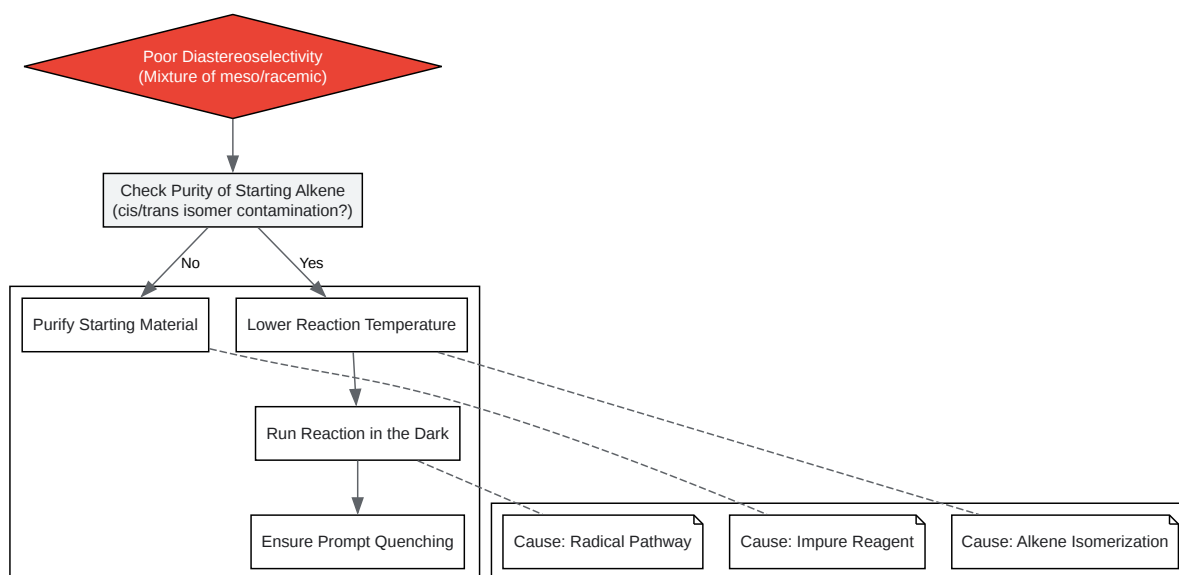 Poor Diastereoselectivity
(Mixture of meso/racemic)
Check Purity of Starting Alkene
(cis/trans isomer contamination?)
No
Yes
Purify Starting Material
Lower Reaction Temperature
Run Reaction in the Dark
Ensure Prompt Quenching
Cause: Radical Pathway
Cause: Impure Reagent
Cause: Alkene Isomerization